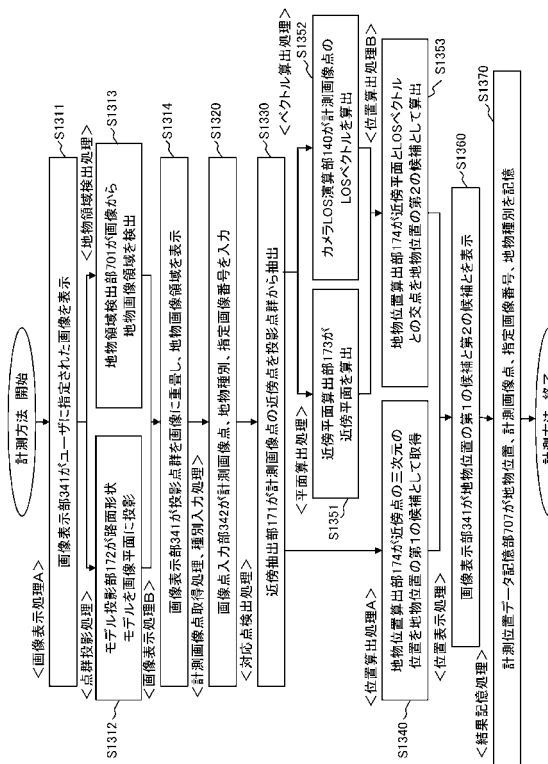 計測方法 開始
<画像表示処理A>
S1311
画像表示部341がユーザに指定された画像を表示
<点群投影処理>
<地物領域検出処理>
S1312
モデル投影部172が路面形状
モデルを画像平面に投影
S1313
地物領域検出部701が画像から
地物画像領域を検出
<画像表示処理B>
S1314
画像表示部341が投影点群を画像に重畳し、地物画像領域を表示
<計測画像点取得処理、種別入力処理>
S1320
画像点入力部342が計測画像点、地物種別、指定画像番号を入力
<対応点検出処理>
S1330
近傍抽出部171が計測画像点の近傍点を投影点群から抽出
<平面算出処理>
<ベクトル算出処理>
S1351
近傍平面算出部173が
近傍平面を算出
S1352
カメラLOS演算部140が計測画像点の
LOSベクトルを算出
<位置算出処理A>
<位置算出処理B>
S1340
地物位置算出部174が近傍点の三次元の
位置を地物位置の第1の候補として取得
S1353
地物位置算出部174が近傍平面とLOSベクトル
との交点を地物位置の第2の候補として算出
<位置表示処理>
S1360
画像表示部341が地物位置の第1の候補と第2の候補とを表示
<結果記憶処理>
S1370
計測位置データ記憶部707が地物位置、計測画像点、指定画像番号、地物種別を記憶
計測方法 終了